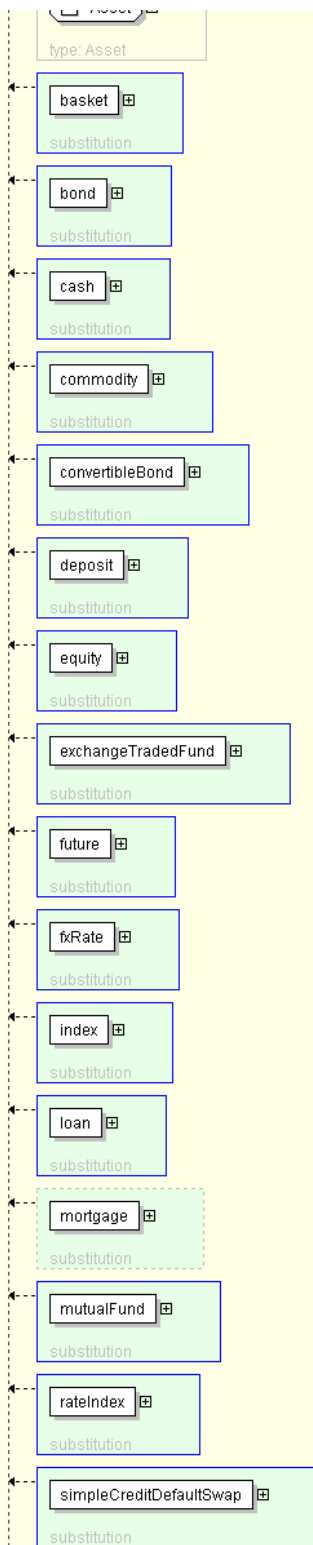 Asset
type: Asset
basket
substitution
bond
substitution
cash
substitution
commodity
substitution
convertibleBond
substitution
deposit
substitution
equity
substitution
exchangeTradedFund
substitution
future
substitution
fxRate
substitution
index
substitution
loan
substitution
mortgage
substitution
mutualFund
substitution
rateIndex
substitution
simpleCreditDefaultSwap
substitution